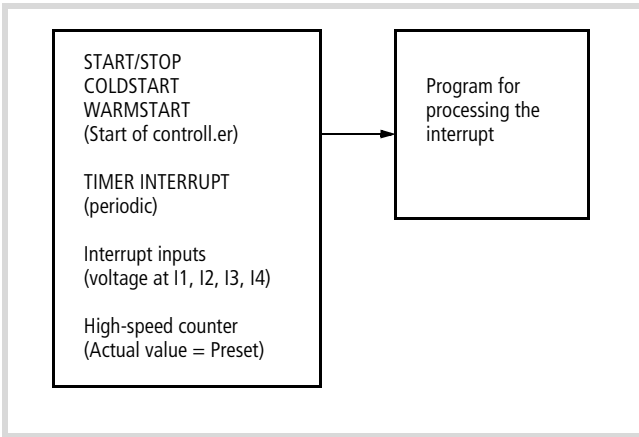 START/STOP
COLDSTART
WARMSTART
(Start of controll.er)
TIMER INTERRUPT
(periodic)
Interrupt inputs
(voltage at I1, I2, I3, I4)
High-speed counter
(Actual value = Preset)
Program for
processing the
interrupt